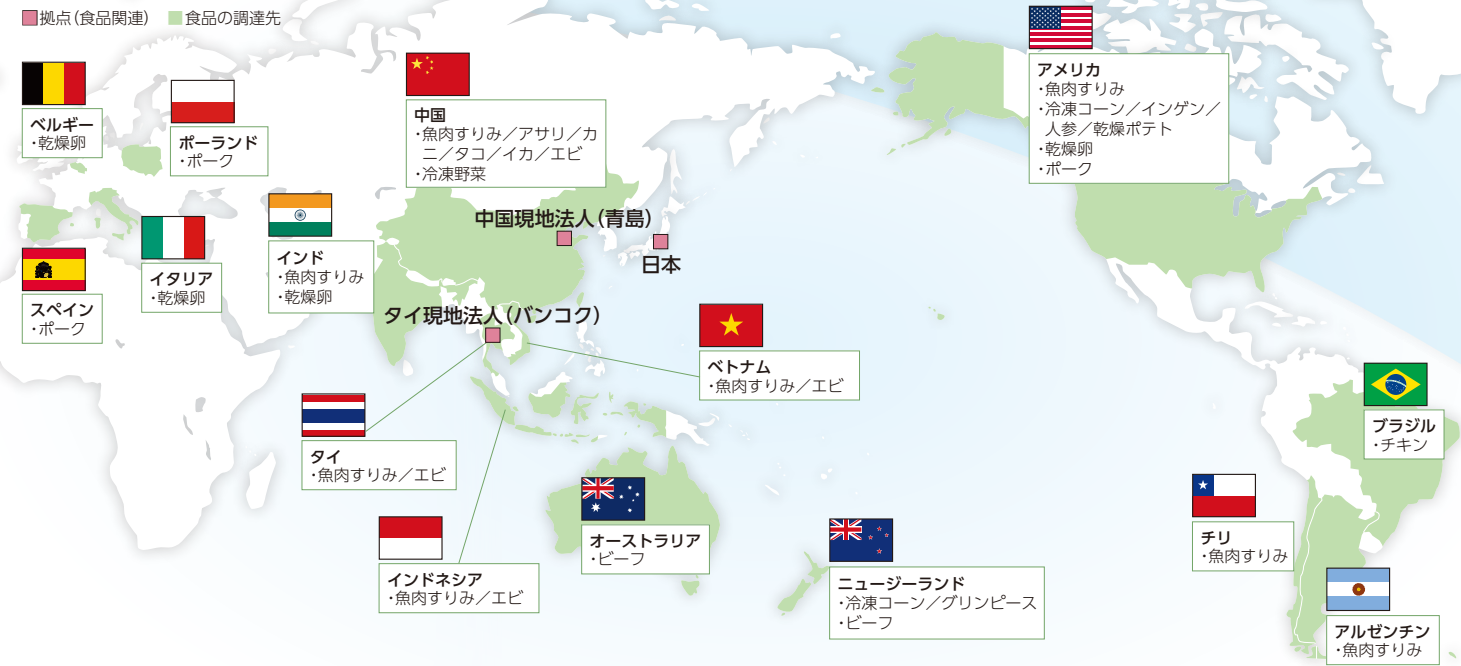 拠点（食品関連）　食品の調達先
ベルギー
・乾燥卵
ポーランド
・ポーク
中国
・魚肉すりみ／アサリ／カ
ニ／タコ／イカ／エビ
・冷凍野菜
アメリカ
・魚肉すりみ
・冷凍コーン／インゲン／
人参／乾燥ポテト
・乾燥卵
・ポーク
スペイン
・ポーク
イタリア
・乾燥卵
インド
・魚肉すりみ
・乾燥卵
中国現地法人（青島）
日本
タイ現地法人（バンコク）
ベトナム
・魚肉すりみ／エビ
タイ
・魚肉すりみ／エビ
インドネシア
・魚肉すりみ／エビ
オーストラリア
・ビーフ
ニュージーランド
・冷凍コーン／グリンピース
・ビーフ
ブラジル
・チキン
チリ
・魚肉すりみ
アルゼンチン
・魚肉すりみ